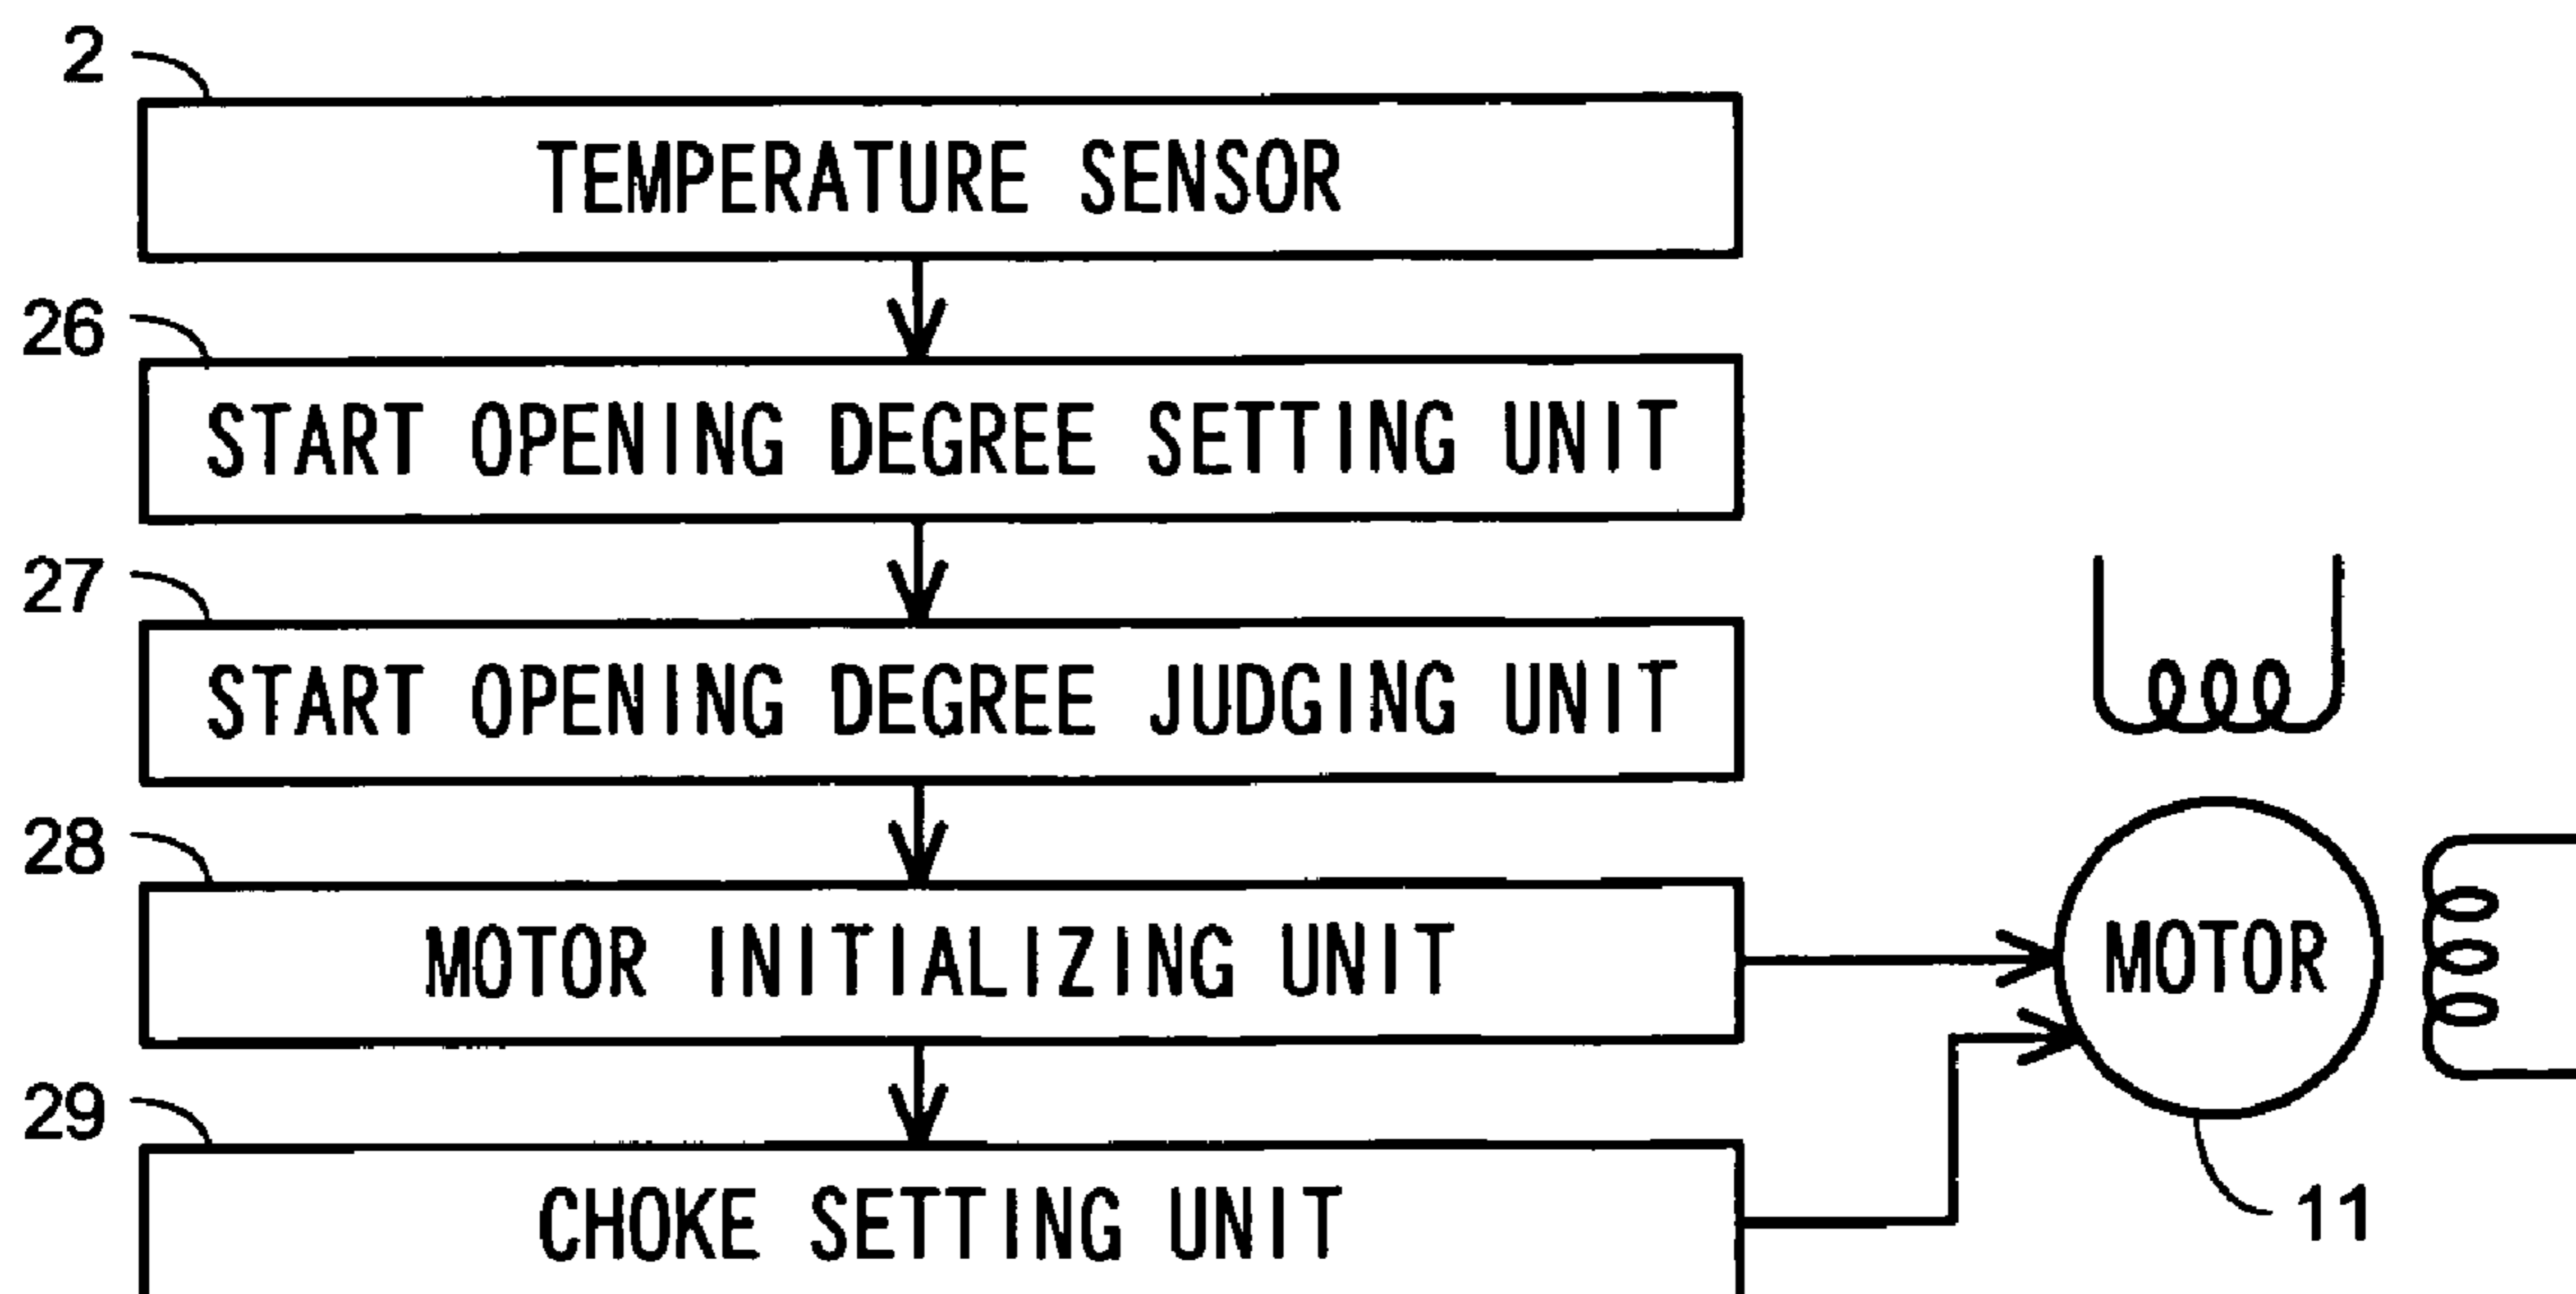 2
TEMPERATURE SENSOR
26
START OPENING DEGREE SETTING UNIT
27
START OPENING DEGREE JUDGING UNIT
28
MOTOR INITIALIZING UNIT
MOTOR
29
CHOKE SETTING UNIT
11